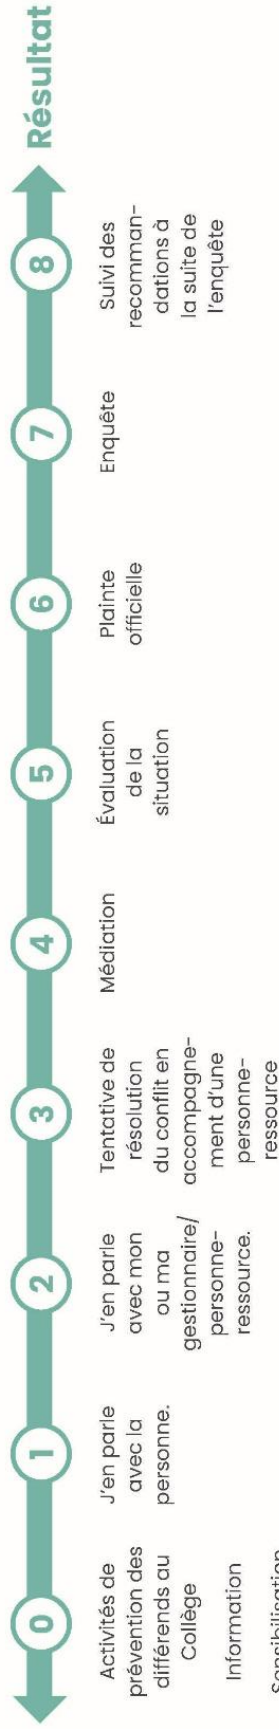 0
Activités de
prévention des
différends au
Collège
Information
Sensibilisation
1
J'en parle
avec la
personne.
2
J'en parle
avec mon
ou ma
gestionnaire/
personne-
ressource.
3
Tentative de
résolution
du conflit en
accompagne-
ment d'une
personne-
ressource
4
Médiation
5
Évaluation
de la
situation
6
Plainte
officielle
7
Enquête
8
Suivi des
recomman-
dations à
la suite de
l'enquête
Résultat